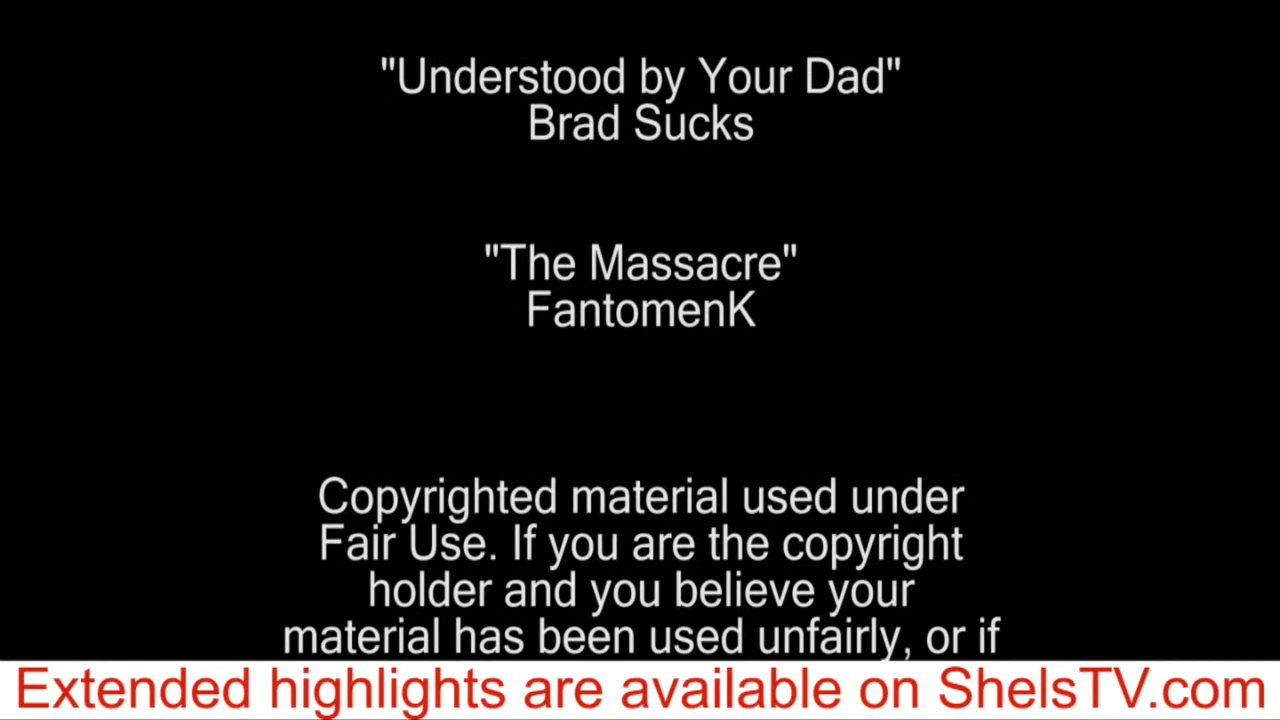 "Understood by Your Dad"
Brad Sucks
"The Massacre"
FantomenK
Copyrighted material used under
Fair Use. If you are the copyright
holder and you believe your
material has been used unfairly, or if
Extended highlights are available on ShelsTV.com